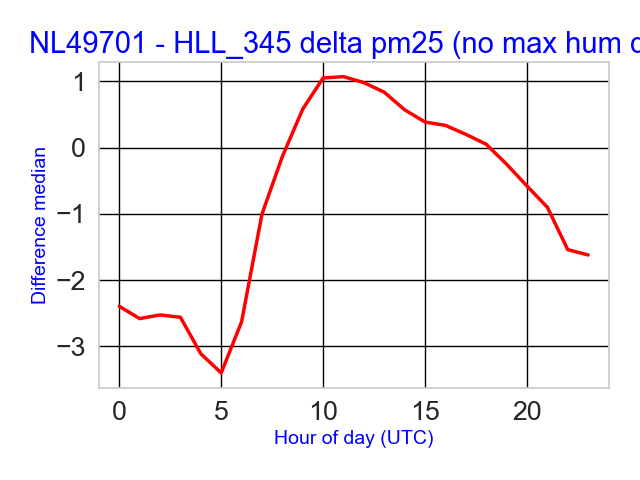 NL49701 - HLL_345 delta pm25 (no max hum
1
0
−1
−2
−3
Difference median
0 5 10 15 20
Hour of day (UTC)